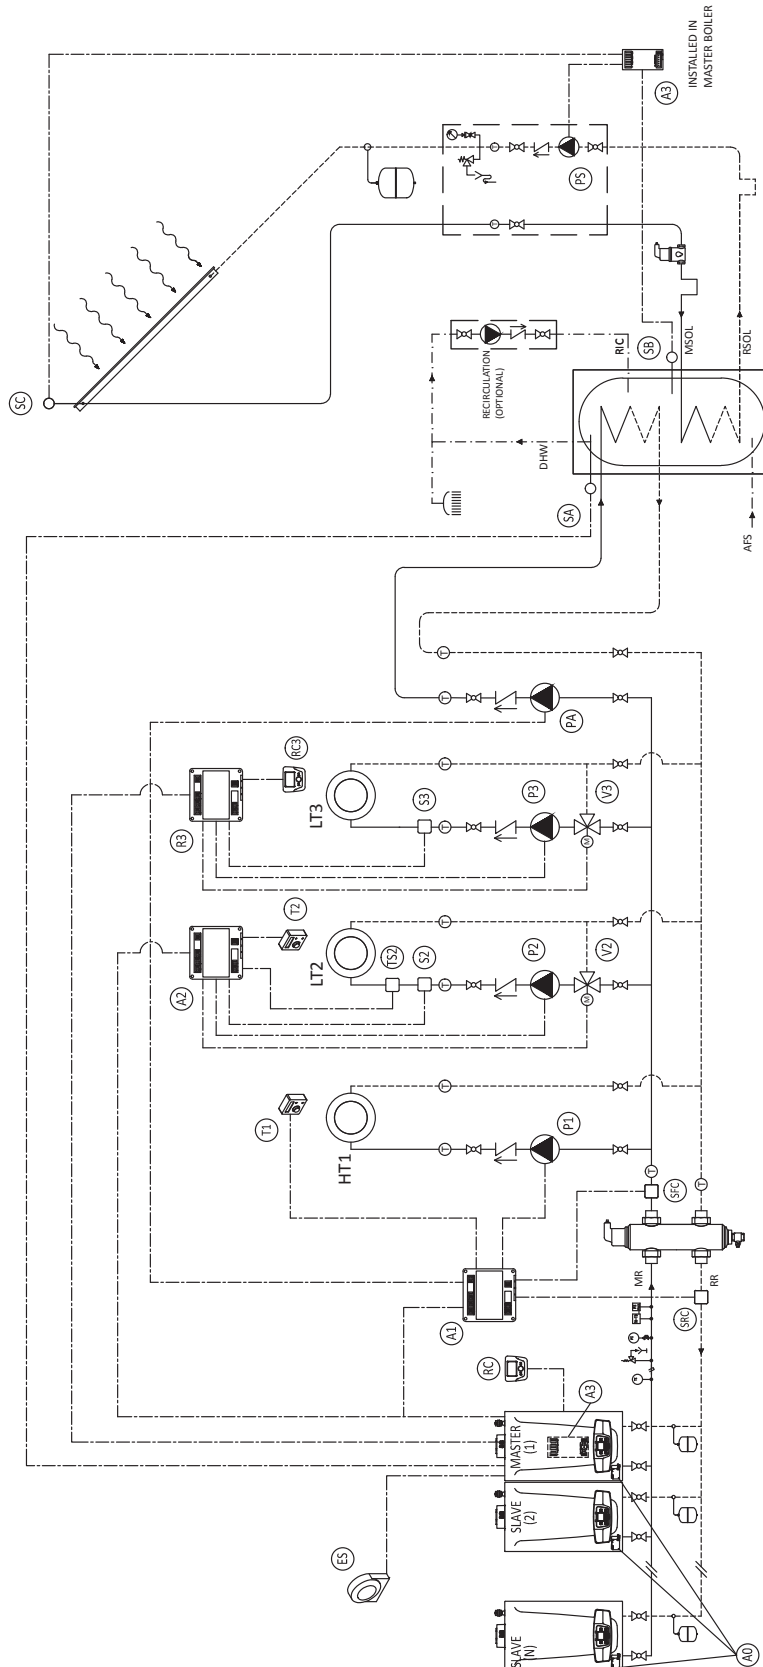 INSTALLED IN
MASTER BOILER
A3
PS
SC
RIC
SB
MSOL
RSOL
RECIRCULATION
(OPTIONAL)
DHW
SA
AFS
T
T
T
T
PA
RC3
R3
LT3
S3
T
T
P3
V3
M
T2
A2
LT2
TS2
S2
T
T
P2
V2
M
T1
HT1
T
T
P1
T
T
SFC
MR
RR
SRC
A1
RC
A3
MASTER
(1)
SLAVE
(2)
SLAVE
(N)
ES
A0